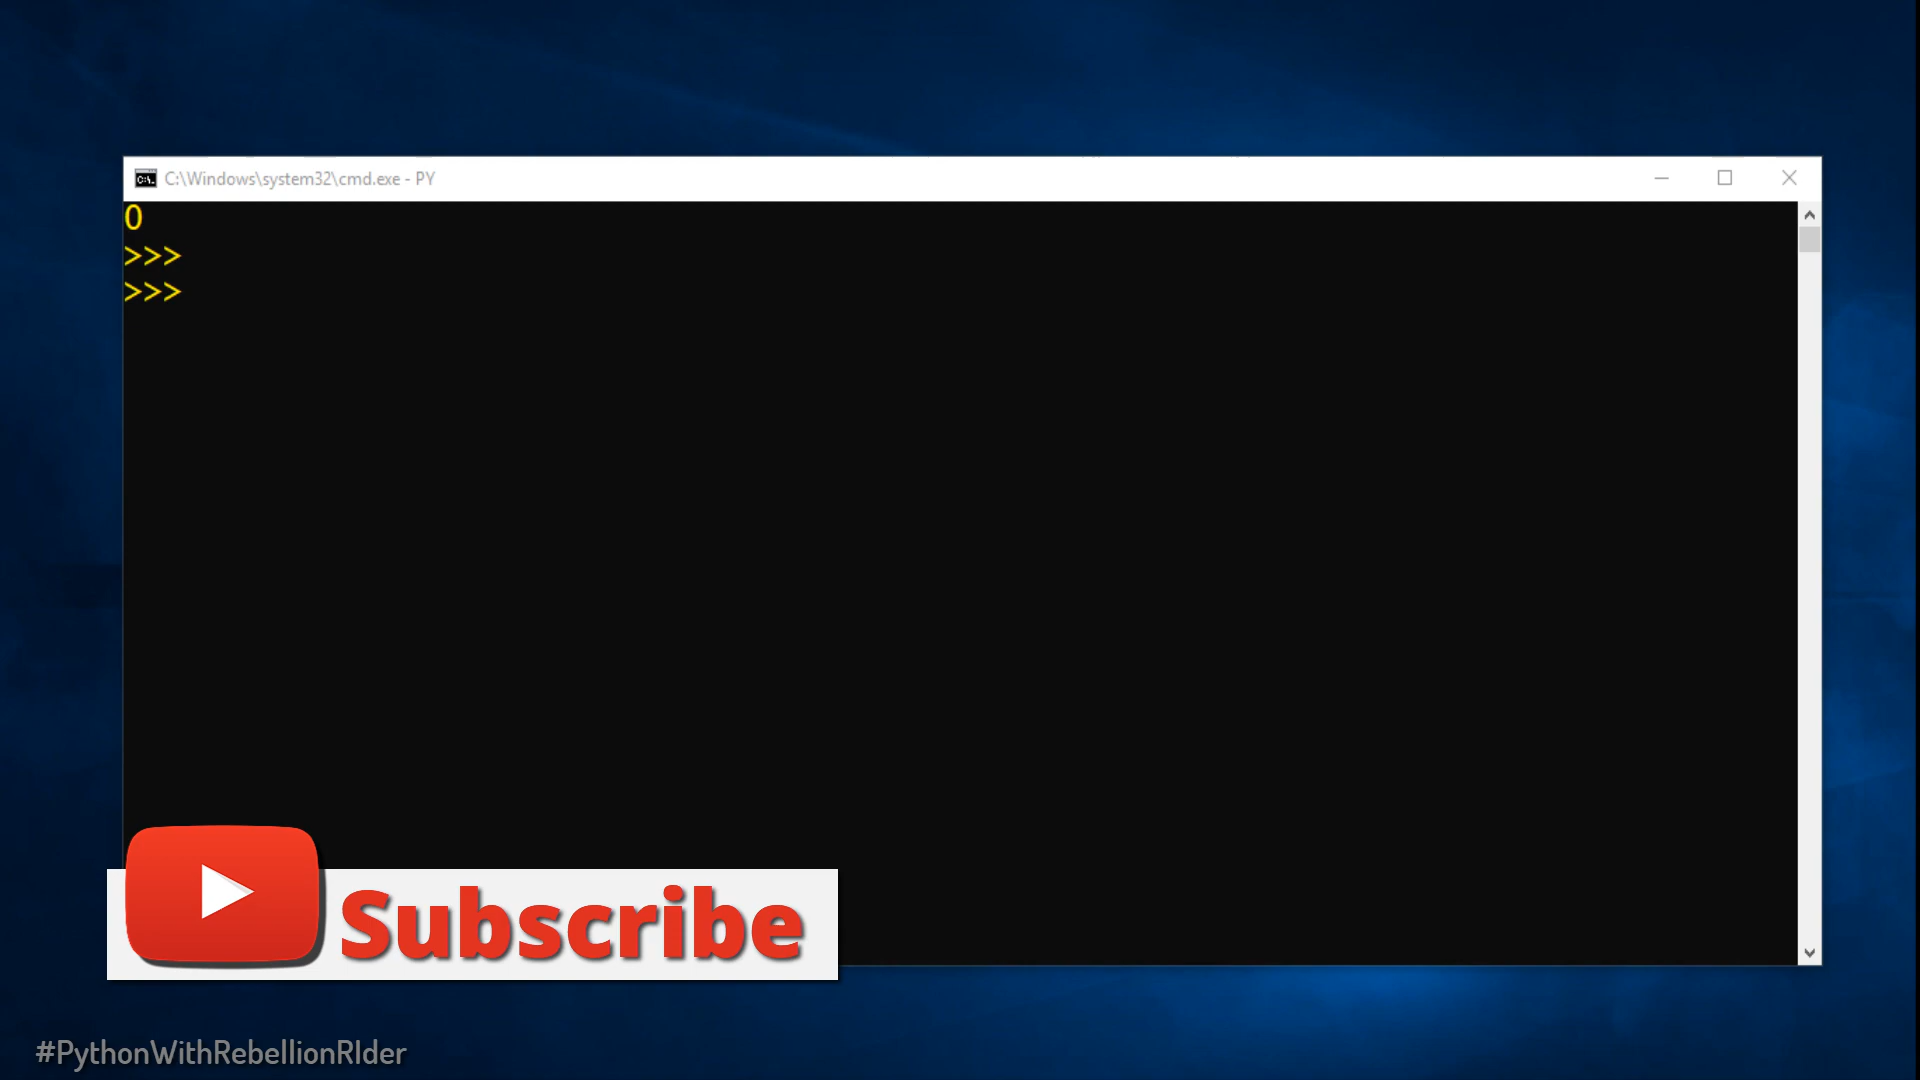 C:\Windows\system32\cmd.exe - PY
0
>>>
>>>
Subscribe
#PythonWithRebellionRIder